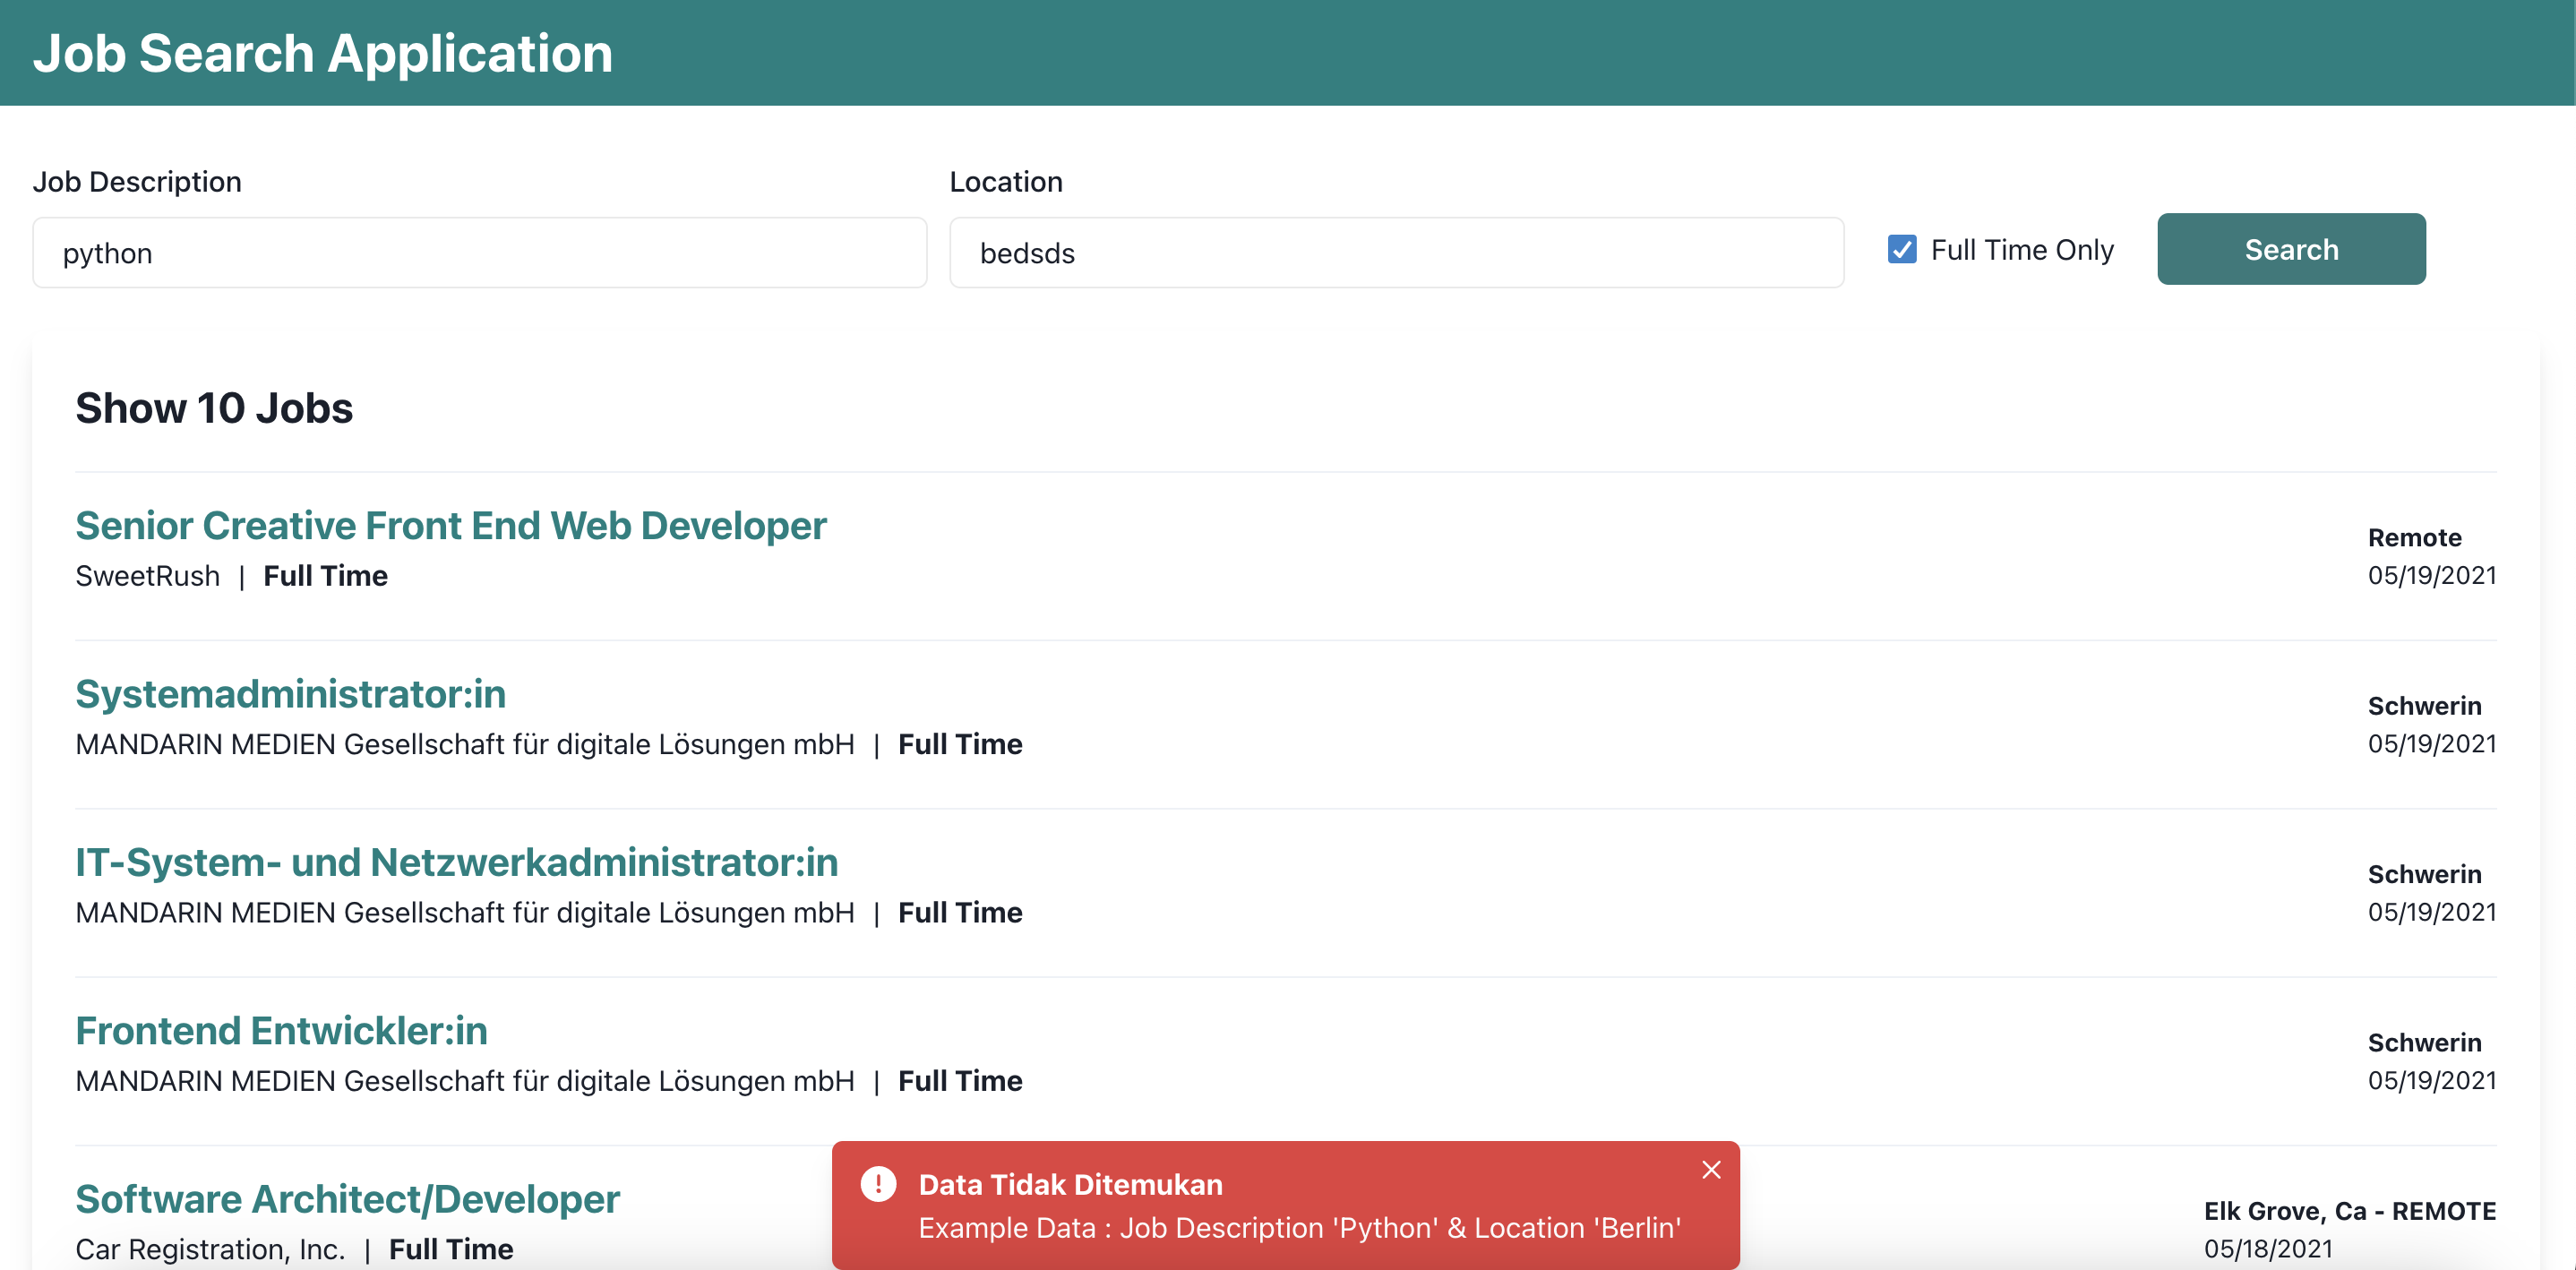 Job Search Application
Job Description
Location
python
bedsds
Full Time Only
Search
Show 10 Jobs
Senior Creative Front End Web Developer
SweetRush | Full Time
Remote
05/19/2021
Systemadministrator:in
MANDARIN MEDIEN Gesellschaft für digitale Lösungen mbH | Full Time
Schwerin
05/19/2021
IT-System- und Netzwerkadministrator:in
MANDARIN MEDIEN Gesellschaft für digitale Lösungen mbH | Full Time
Schwerin
05/19/2021
Frontend Entwickler:in
MANDARIN MEDIEN Gesellschaft für digitale Lösungen mbH | Full Time
Schwerin
05/19/2021
Software Architect/Developer
Car Registration, Inc. | Full Time
Elk Grove, Ca - REMOTE
05/18/2021
Data Tidak Ditemukan
Example Data : Job Description 'Python' & Location 'Berlin'